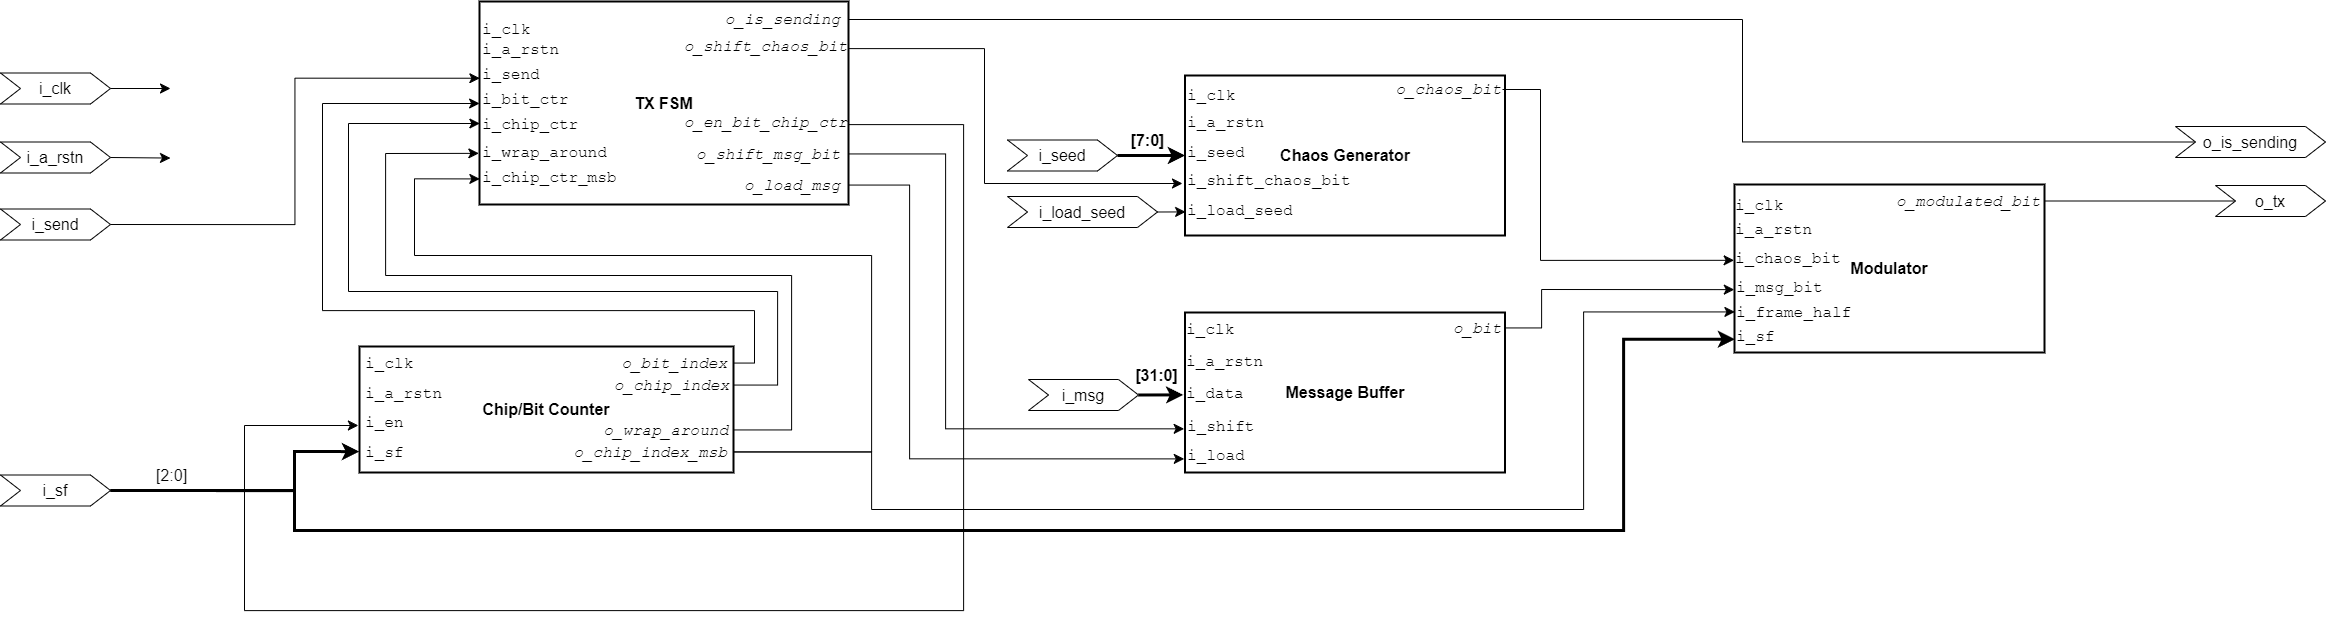 i_clk
i_a_rstn
i_send
i_sf
[2:0]
TX FSM
i_clk
i_a_rstn
i_send
i_bit_ctr
i_chip_ctr
i_wrap_around
i_chip_ctr_msb
o_is_sending
o_shift_chaos_bit
o_en_bit_chip_ctr
o_shift_msg_bit
o_load_msg
Chip/Bit Counter
i_clk
i_a_rstn
i_en
i_sf
o_bit_index
o_chip_index
o_wrap_around
o_chip_index_msb
i_seed
[7:0]
i_load_seed
Chaos Generator
i_clk
i_a_rstn
i_seed
i_shift_chaos_bit
i_load_seed
o_chaos_bit
i_msg
[31:0]
Message Buffer
i_clk
i_a_rstn
i_data
i_shift
i_load
o_bit
Modulator
i_clk
i_a_rstn
i_chaos_bit
i_msg_bit
i_frame_half
i_sf
o_modulated_bit
o_is_sending
o_tx